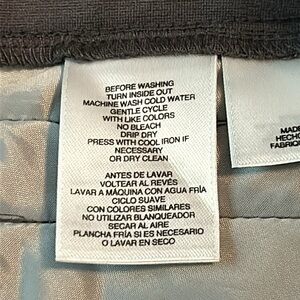 BEFORE WASHING
TURN INSIDE OUT
MACHINE WASH COLD WATER
GENTLE CYCLE
WITH LIKE COLORS
NO BLEACH
DRIP DRY
PRESS WITH COOL IRON IF
NECESSARY
OR DRY CLEAN
ANTES DE LAVAR
VOLTEAR AL REVÉS
LAVAR A MÁQUINA CON AGUA FRÍA
CICLO SUAVE
CON COLORES SIMILARES
NO UTILIZAR BLANQUEADOR
SECAR AL AIRE
PLANCHA FRÍA SI ES NECESARIO
O LAVAR EN SECO
MADE
HECHO
FABRIQU